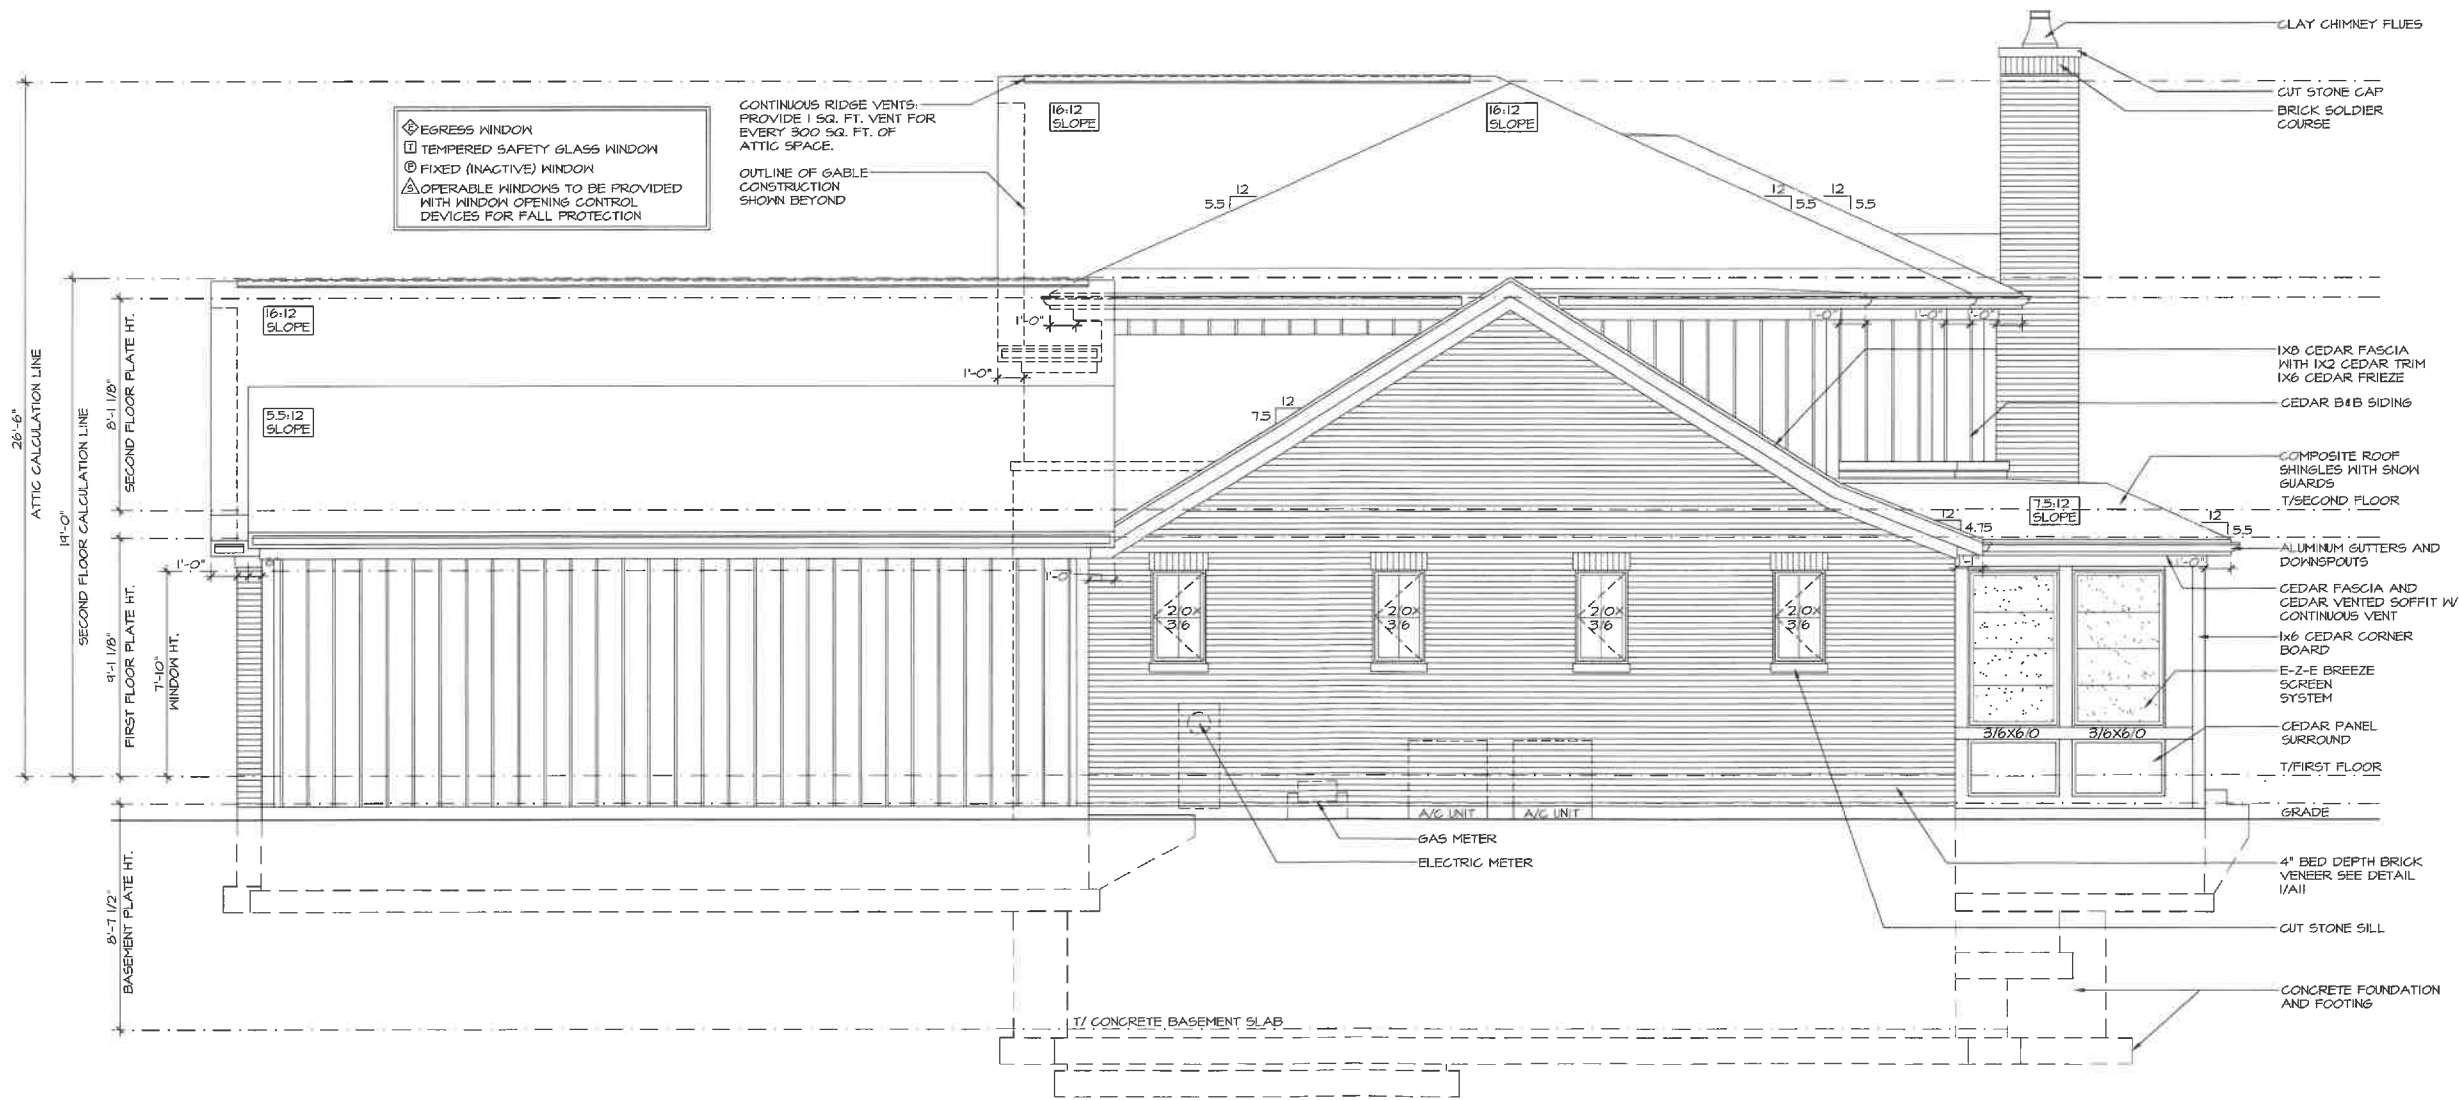 CLAY CHIMNEY FLUES
CUT STONE CAP
BRICK SOLDIER
COURSE
E EGRESS WINDOW
T TEMPERED SAFETY GLASS WINDOW
F FIXED (INACTIVE) WINDOW
S OPERABLE WINDOWS TO BE PROVIDED
WITH WINDOW OPENING CONTROL
DEVICES FOR FALL PROTECTION
CONTINUOUS RIDGE VENTS:
PROVIDE 1 SQ. FT. VENT FOR
EVERY 300 SQ. FT. OF
ATTIC SPACE.
OUTLINE OF GABLE
CONSTRUCTION
SHOWN BEYOND
16:12
SLOPE
16:12
SLOPE
12
5.5
12
5.5
12
5.5
16:12
SLOPE
5.5:12
SLOPE
1'-0"
1'-0"
1'-0"
1'-0"
1'-0"
12
7.5
26'-6"
ATTIC CALCULATION LINE
19'-0"
SECOND FLOOR CALCULATION LINE
8'-1 1/8"
SECOND FLOOR PLATE HT.
9'-1 1/8"
FIRST FLOOR PLATE HT.
7'-10"
WINDOW HT.
8'-7 1/2"
BASEMENT PLATE HT.
1X8 CEDAR FASCIA
WITH 1X2 CEDAR TRIM
1X6 CEDAR FRIEZE
CEDAR B&B SIDING
COMPOSITE ROOF
SHINGLES WITH SNOW
GUARDS
T/SECOND FLOOR
7.5:12
SLOPE
12
4.75
12
5.5
ALUMINUM GUTTERS AND
DOWNSPOUTS
1'-0"
1'-0"
1'-0"
CEDAR FASCIA AND
CEDAR VENTED SOFFIT W/
CONTINUOUS VENT
2/0X
3/6
2/0X
3/6
2/0X
3/6
2/0X
3/6
1x6 CEDAR CORNER
BOARD
E-Z-E BREEZE
SCREEN
SYSTEM
3/6X6/0
3/6X6/0
CEDAR PANEL
SURROUND
T/FIRST FLOOR
GRADE
A/C UNIT
A/C UNIT
GAS METER
ELECTRIC METER
4" BED DEPTH BRICK
VENEER SEE DETAIL
1/A11
CUT STONE SILL
CONCRETE FOUNDATION
AND FOOTING
T/ CONCRETE BASEMENT SLAB